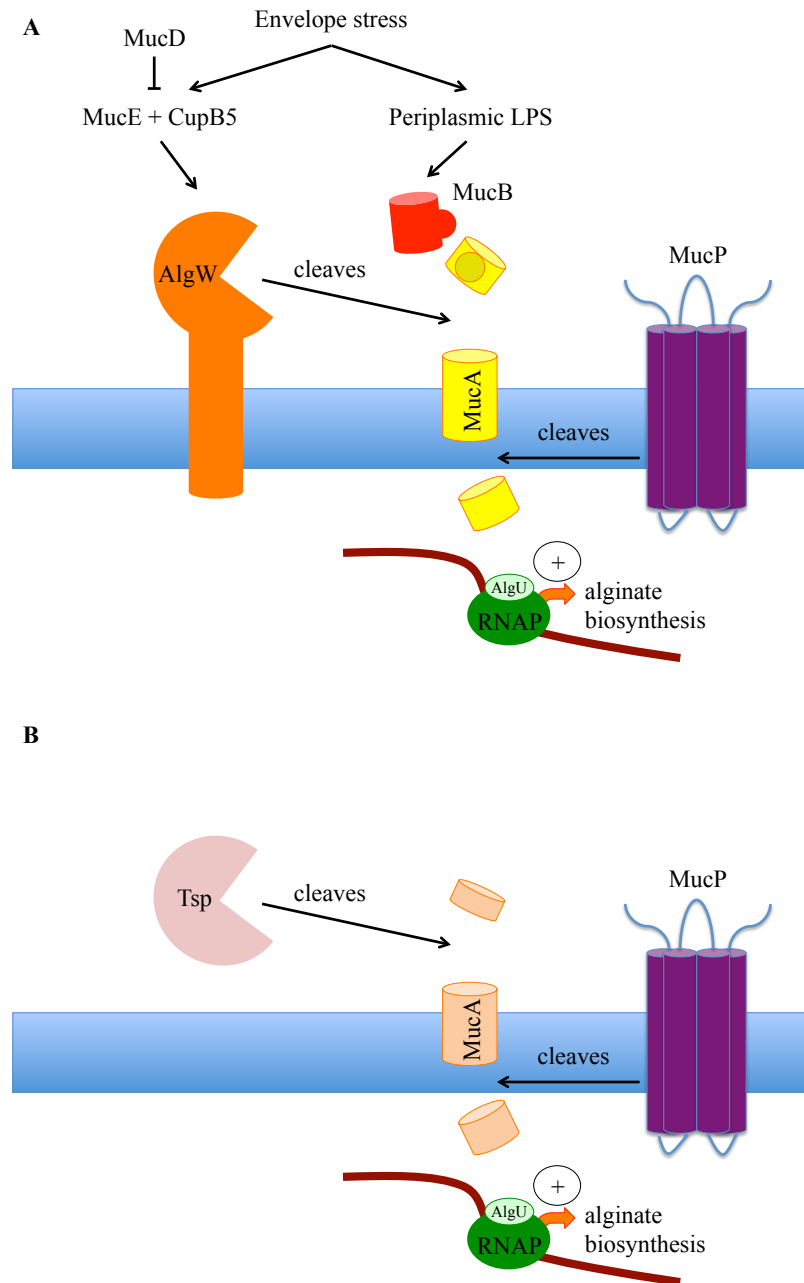 A
Envelope stress
MucD
MucE + CupB5
Periplasmic LPS
MucB
AlgW
cleaves
MucP
MucA
cleaves
+
AlgU
alginate
RNAP
biosynthesis
B
Tsp
cleaves
MucP
MucA
cleaves
+
AlgU
alginate
RNAP
biosynthesis